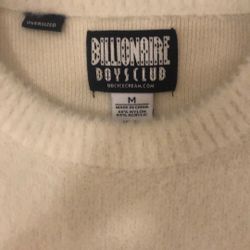 OVERSIZED
BILLIONAIRE
BOYS CLUB
BBCICECREAM.COM
M
MADE IN CHINA